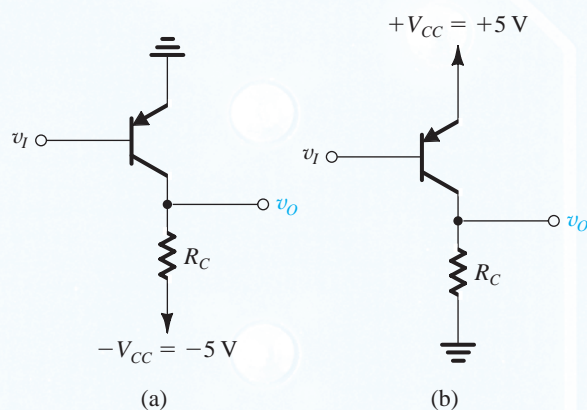 +V_CC = +5 V
v_I
v_I
v_O
v_O
R_C
R_C
−V_CC = −5 V
(a)
(b)